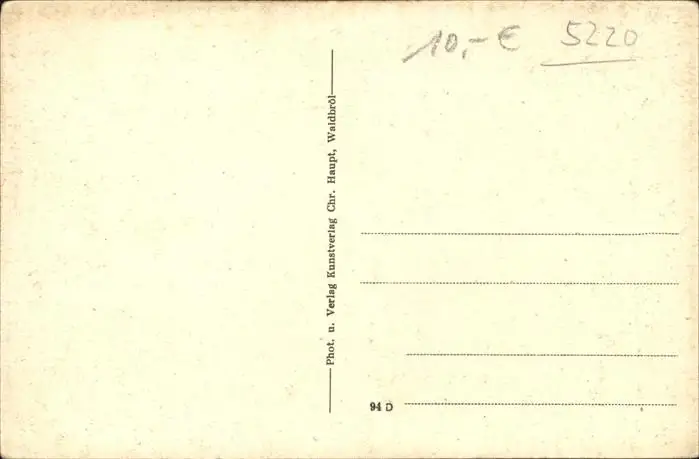 10,-€ 5220
Phot. u. Verlag Kunstverlag Chr. Haupt, Waldbröl
94 D